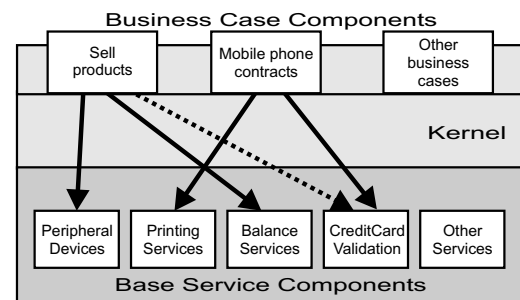 Business Case Components
Sell
products
Mobile phone
contracts
Other
business
cases
Kernel
Peripheral
Devices
Printing
Services
Balance
Services
CreditCard
Validation
Other
Services
Base Service Components